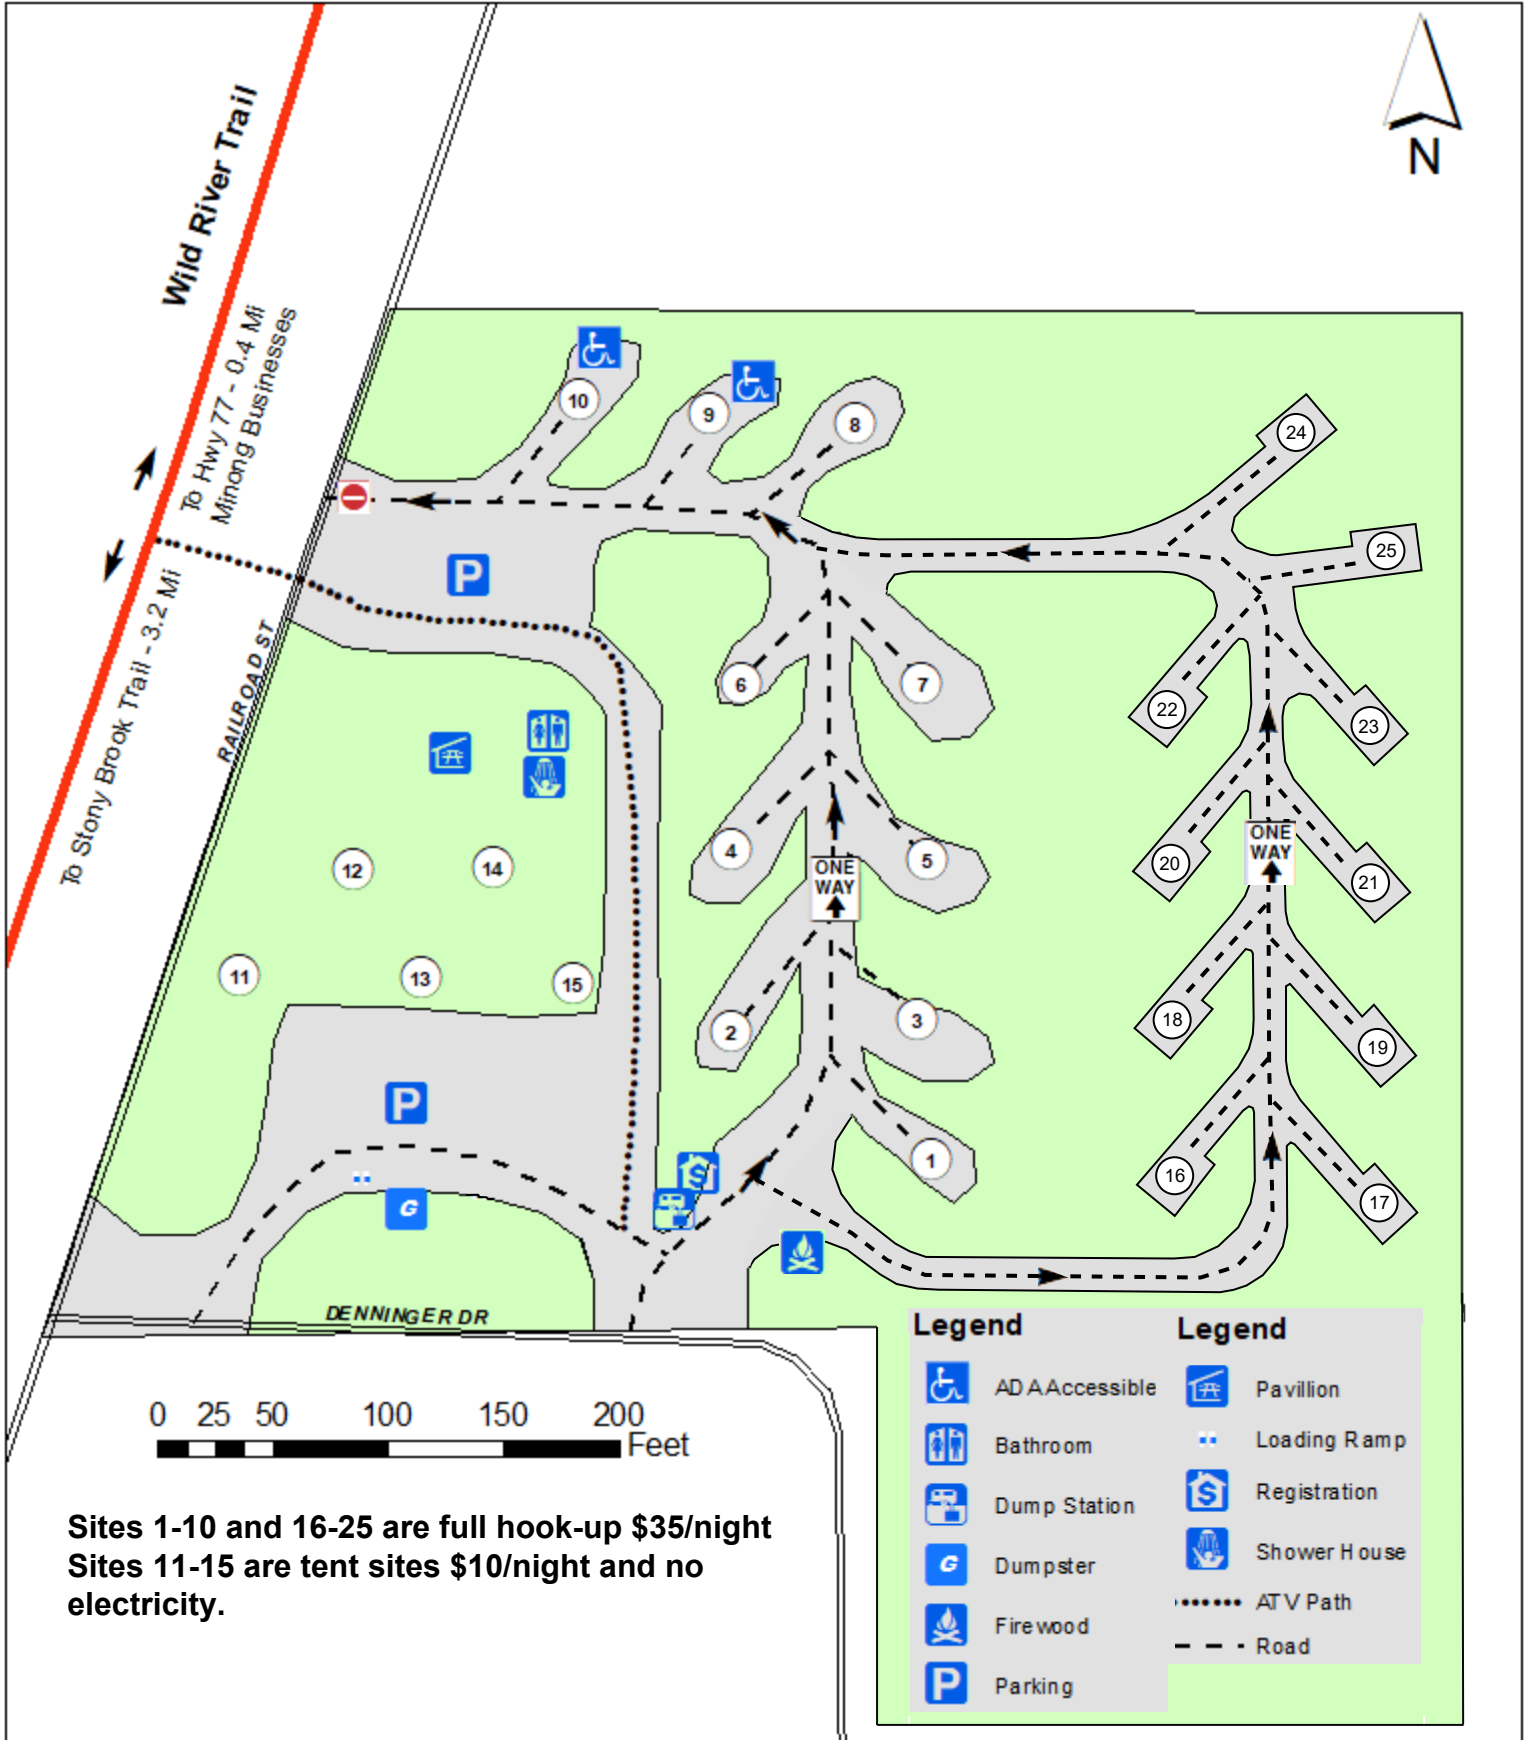 N
Wild River Trail
To Hwy 77 - 0.4 Mi
Minong Businesses
To Stony Brook Trail - 3.2 Mi
RAILROAD ST
10
9
8
24
25
P
6
7
22
23
12
14
4
5
ONE
WAY
ONE
WAY
20
21
11
13
15
2
3
18
19
P
1
16
17
S
G
DENNINGER DR
0 25 50 100 150 200
Feet
Sites 1-10 and 16-25 are full hook-up $35/night
Sites 11-15 are tent sites $10/night and no
electricity.
Legend
ADA Accessible
Bathroom
Dump Station
G Dumpster
Firewood
P Parking
Legend
Pavillion
Loading Ramp
S Registration
Shower House
ATV Path
Road